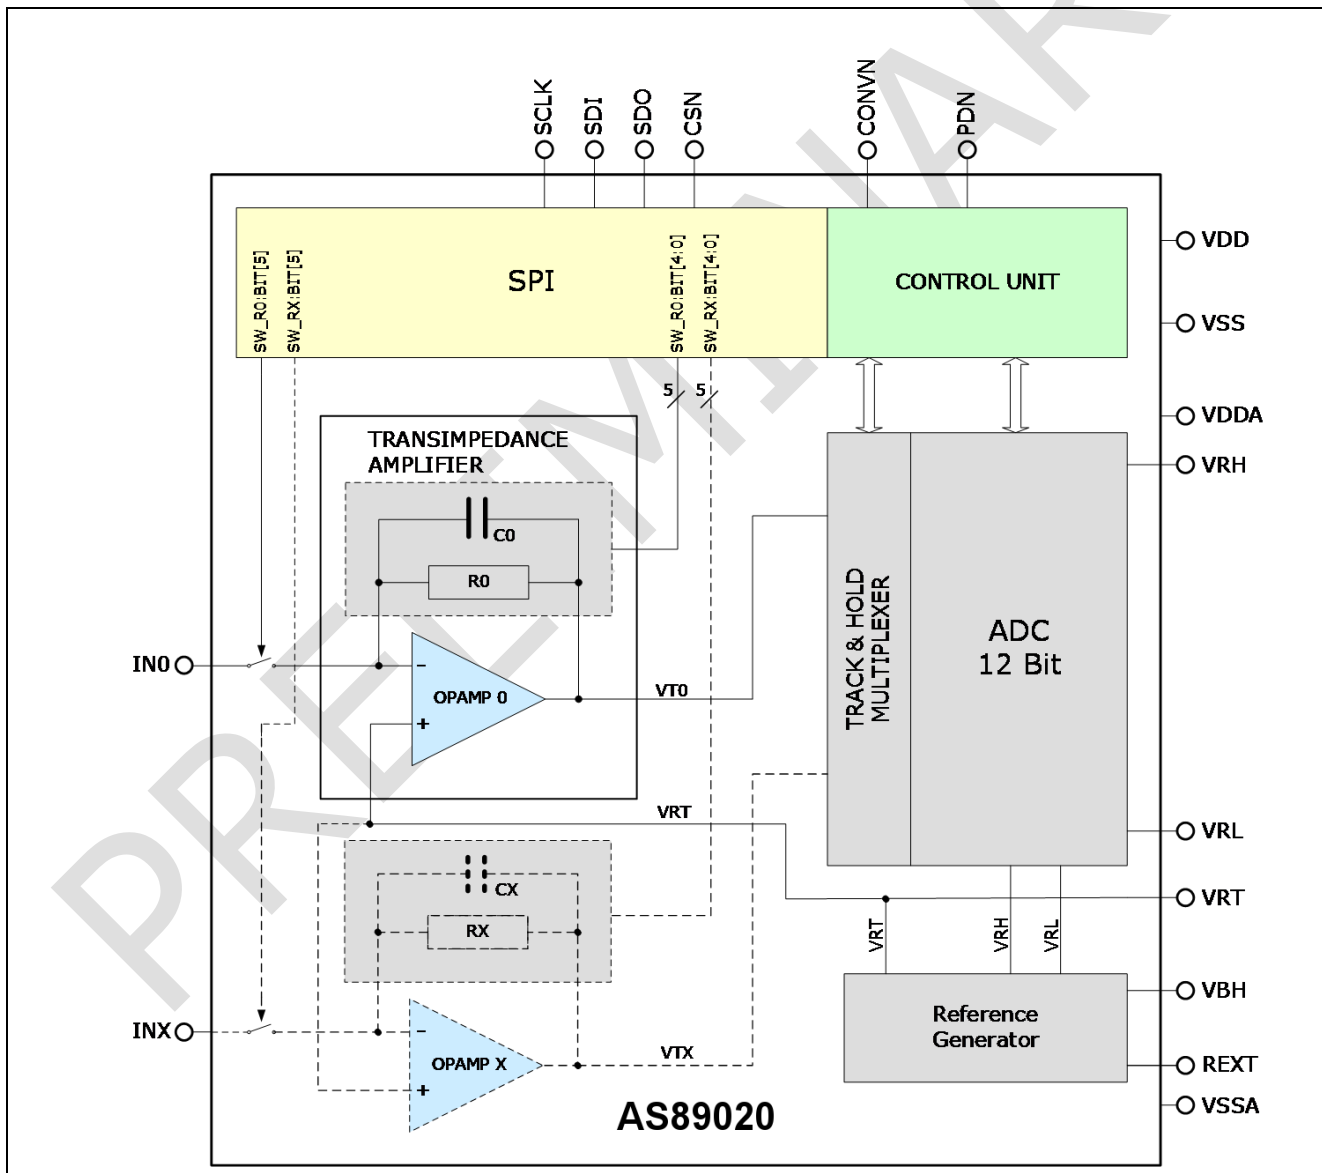 PRELIMINAR
SCLK
SDI
SDO
CSN
CONVN
PDN
SW_R0:BIT[5]
SW_RX:BIT[5]
SPI
SW_R0:BIT[4:0]
SW_RX:BIT[4:0]
CONTROL UNIT
VDD
VSS
5
5
VDDA
VRH
TRANSIMPEDANCE
AMPLIFIER
C0
R0
IN0
-
OPAMP 0
+
VT0
TRACK & HOLD
MULTIPLEXER
ADC
12 Bit
VRT
VRL
CX
RX
VRT
VRT
VRH
VRL
INX
-
OPAMP X
+
VTX
Reference
Generator
VBH
REXT
VSSA
AS89020